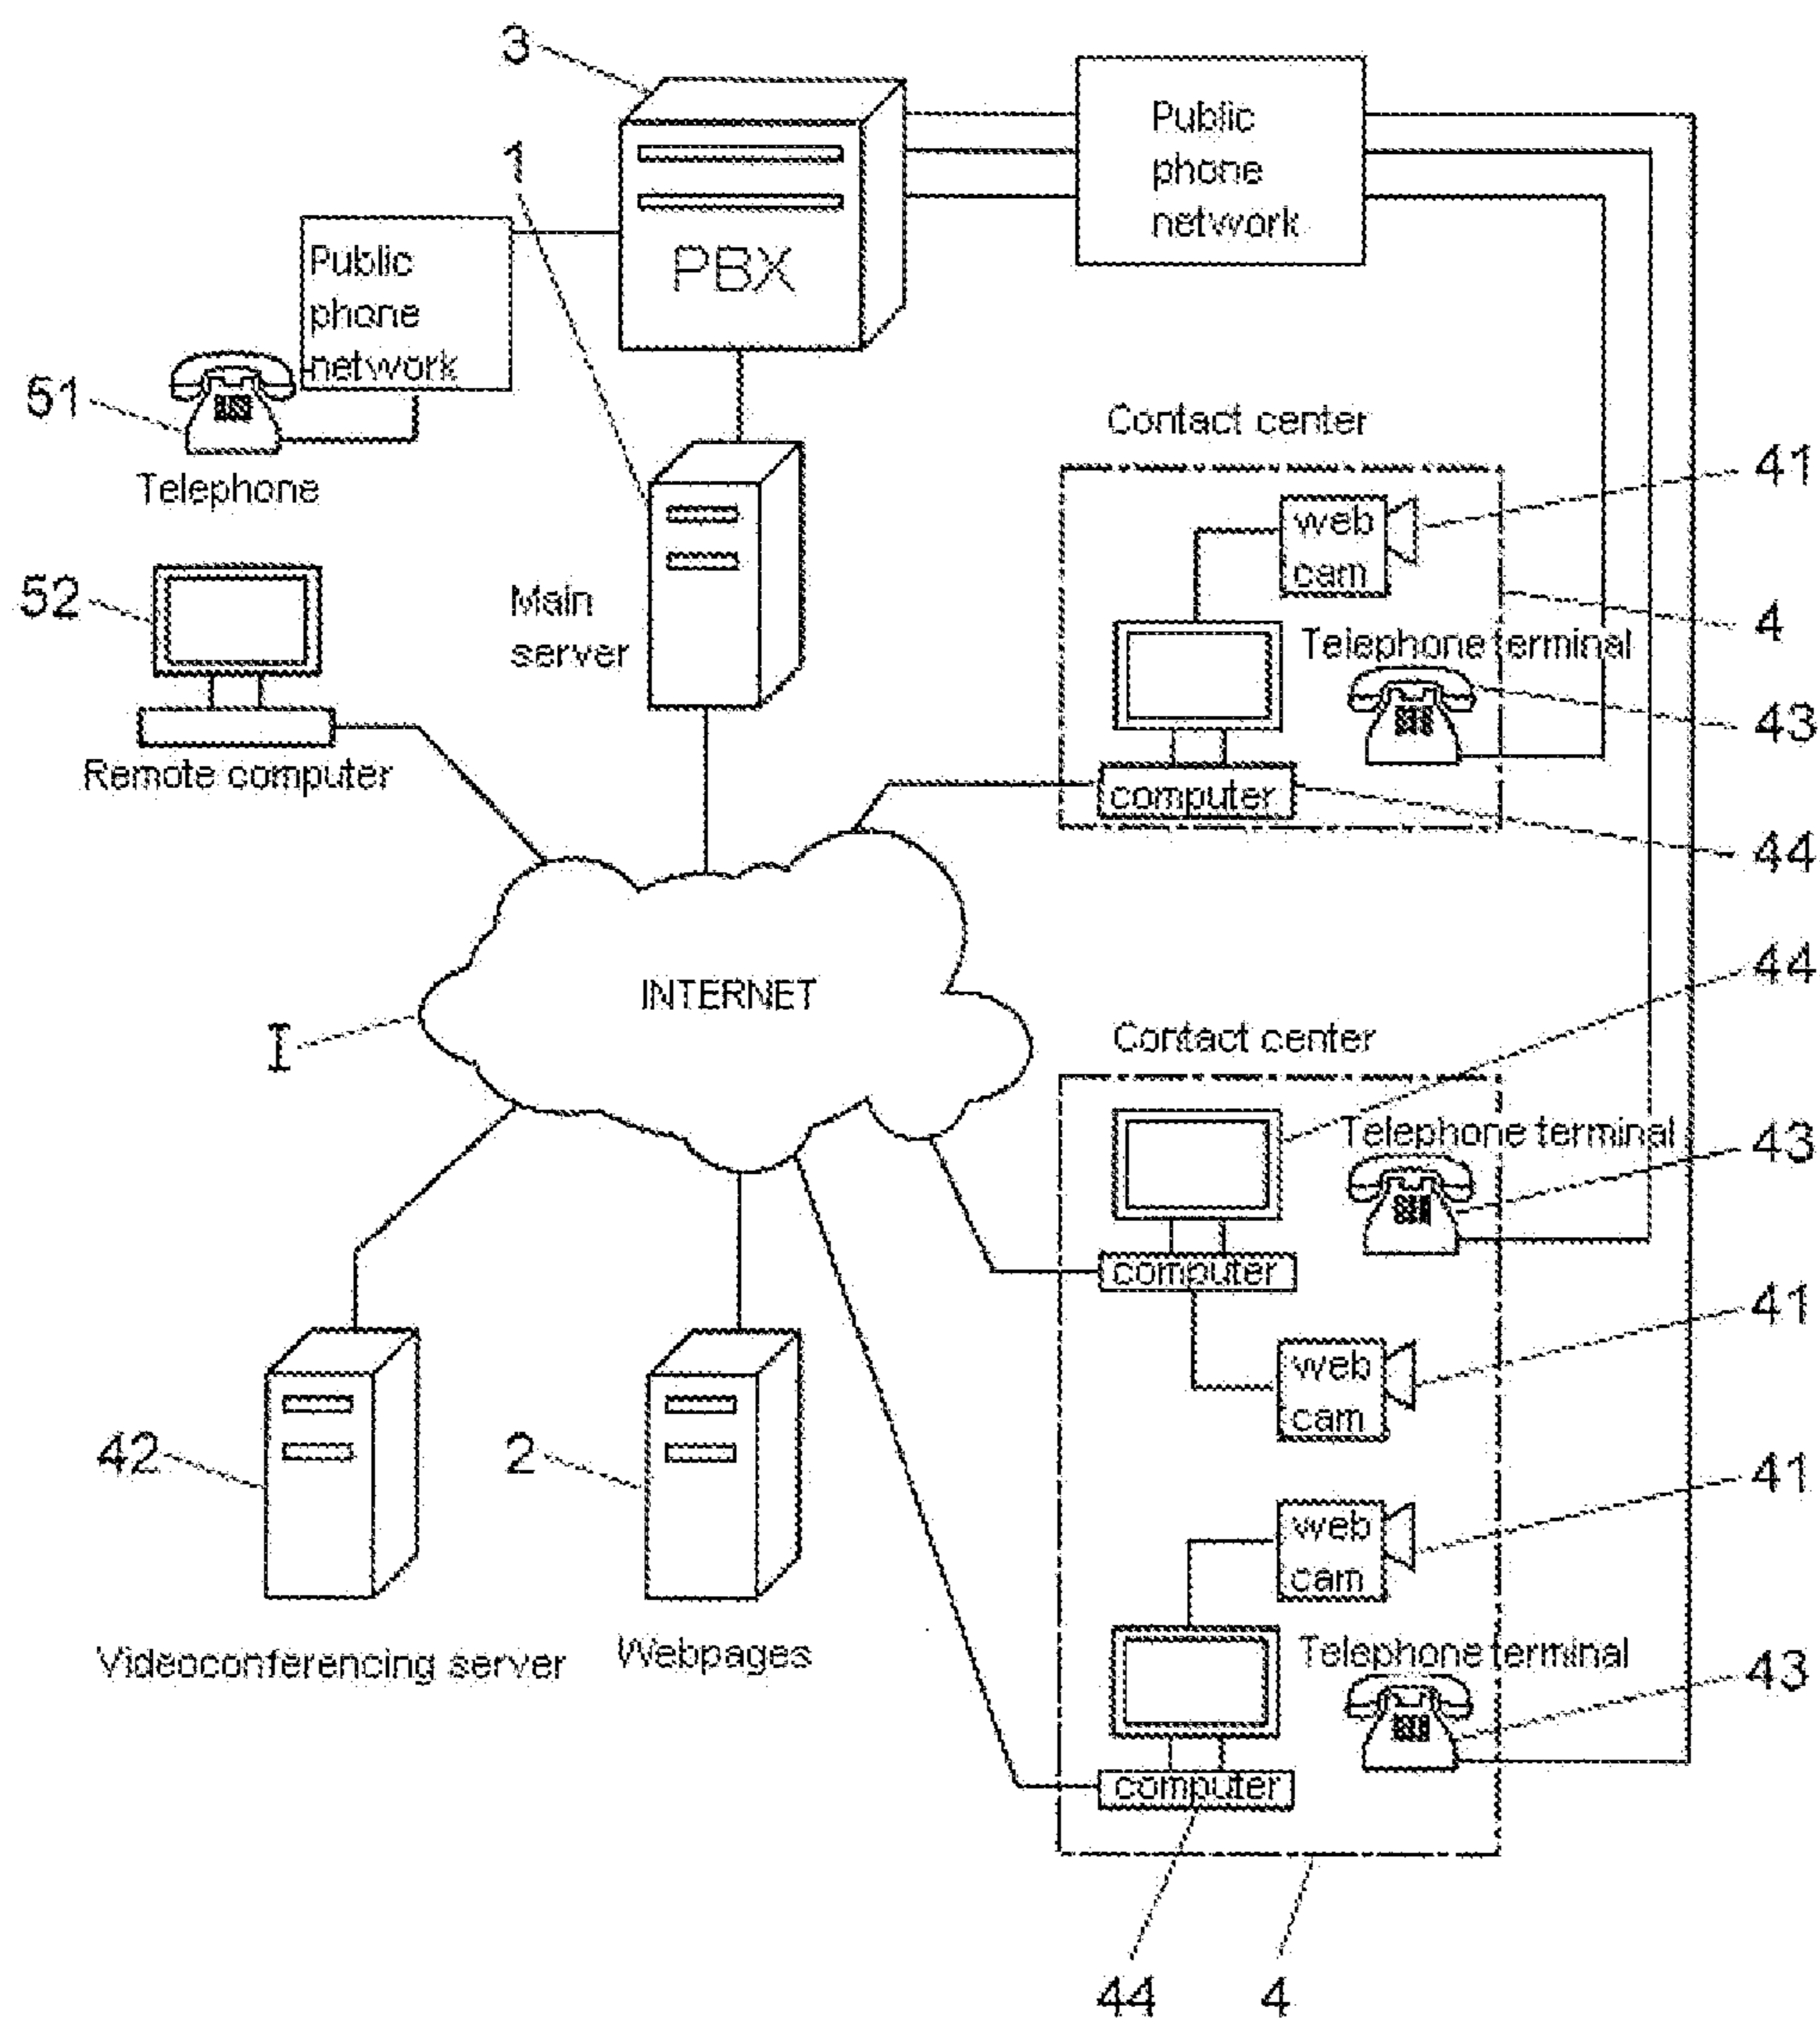 3
Public
phone
network
1
PBX
Public
phone
network
51
Telephone
Contact center
41
web
cam
52
Main
server
4
Telephone terminal
43
Remote computer
computer
44
INTERNET
44
I
Contact center
Telephone terminal
43
computer
41
web
cam
42
2
41
web
cam
Videoconferencing server
Webpages
Telephone terminal
43
computer
44
4